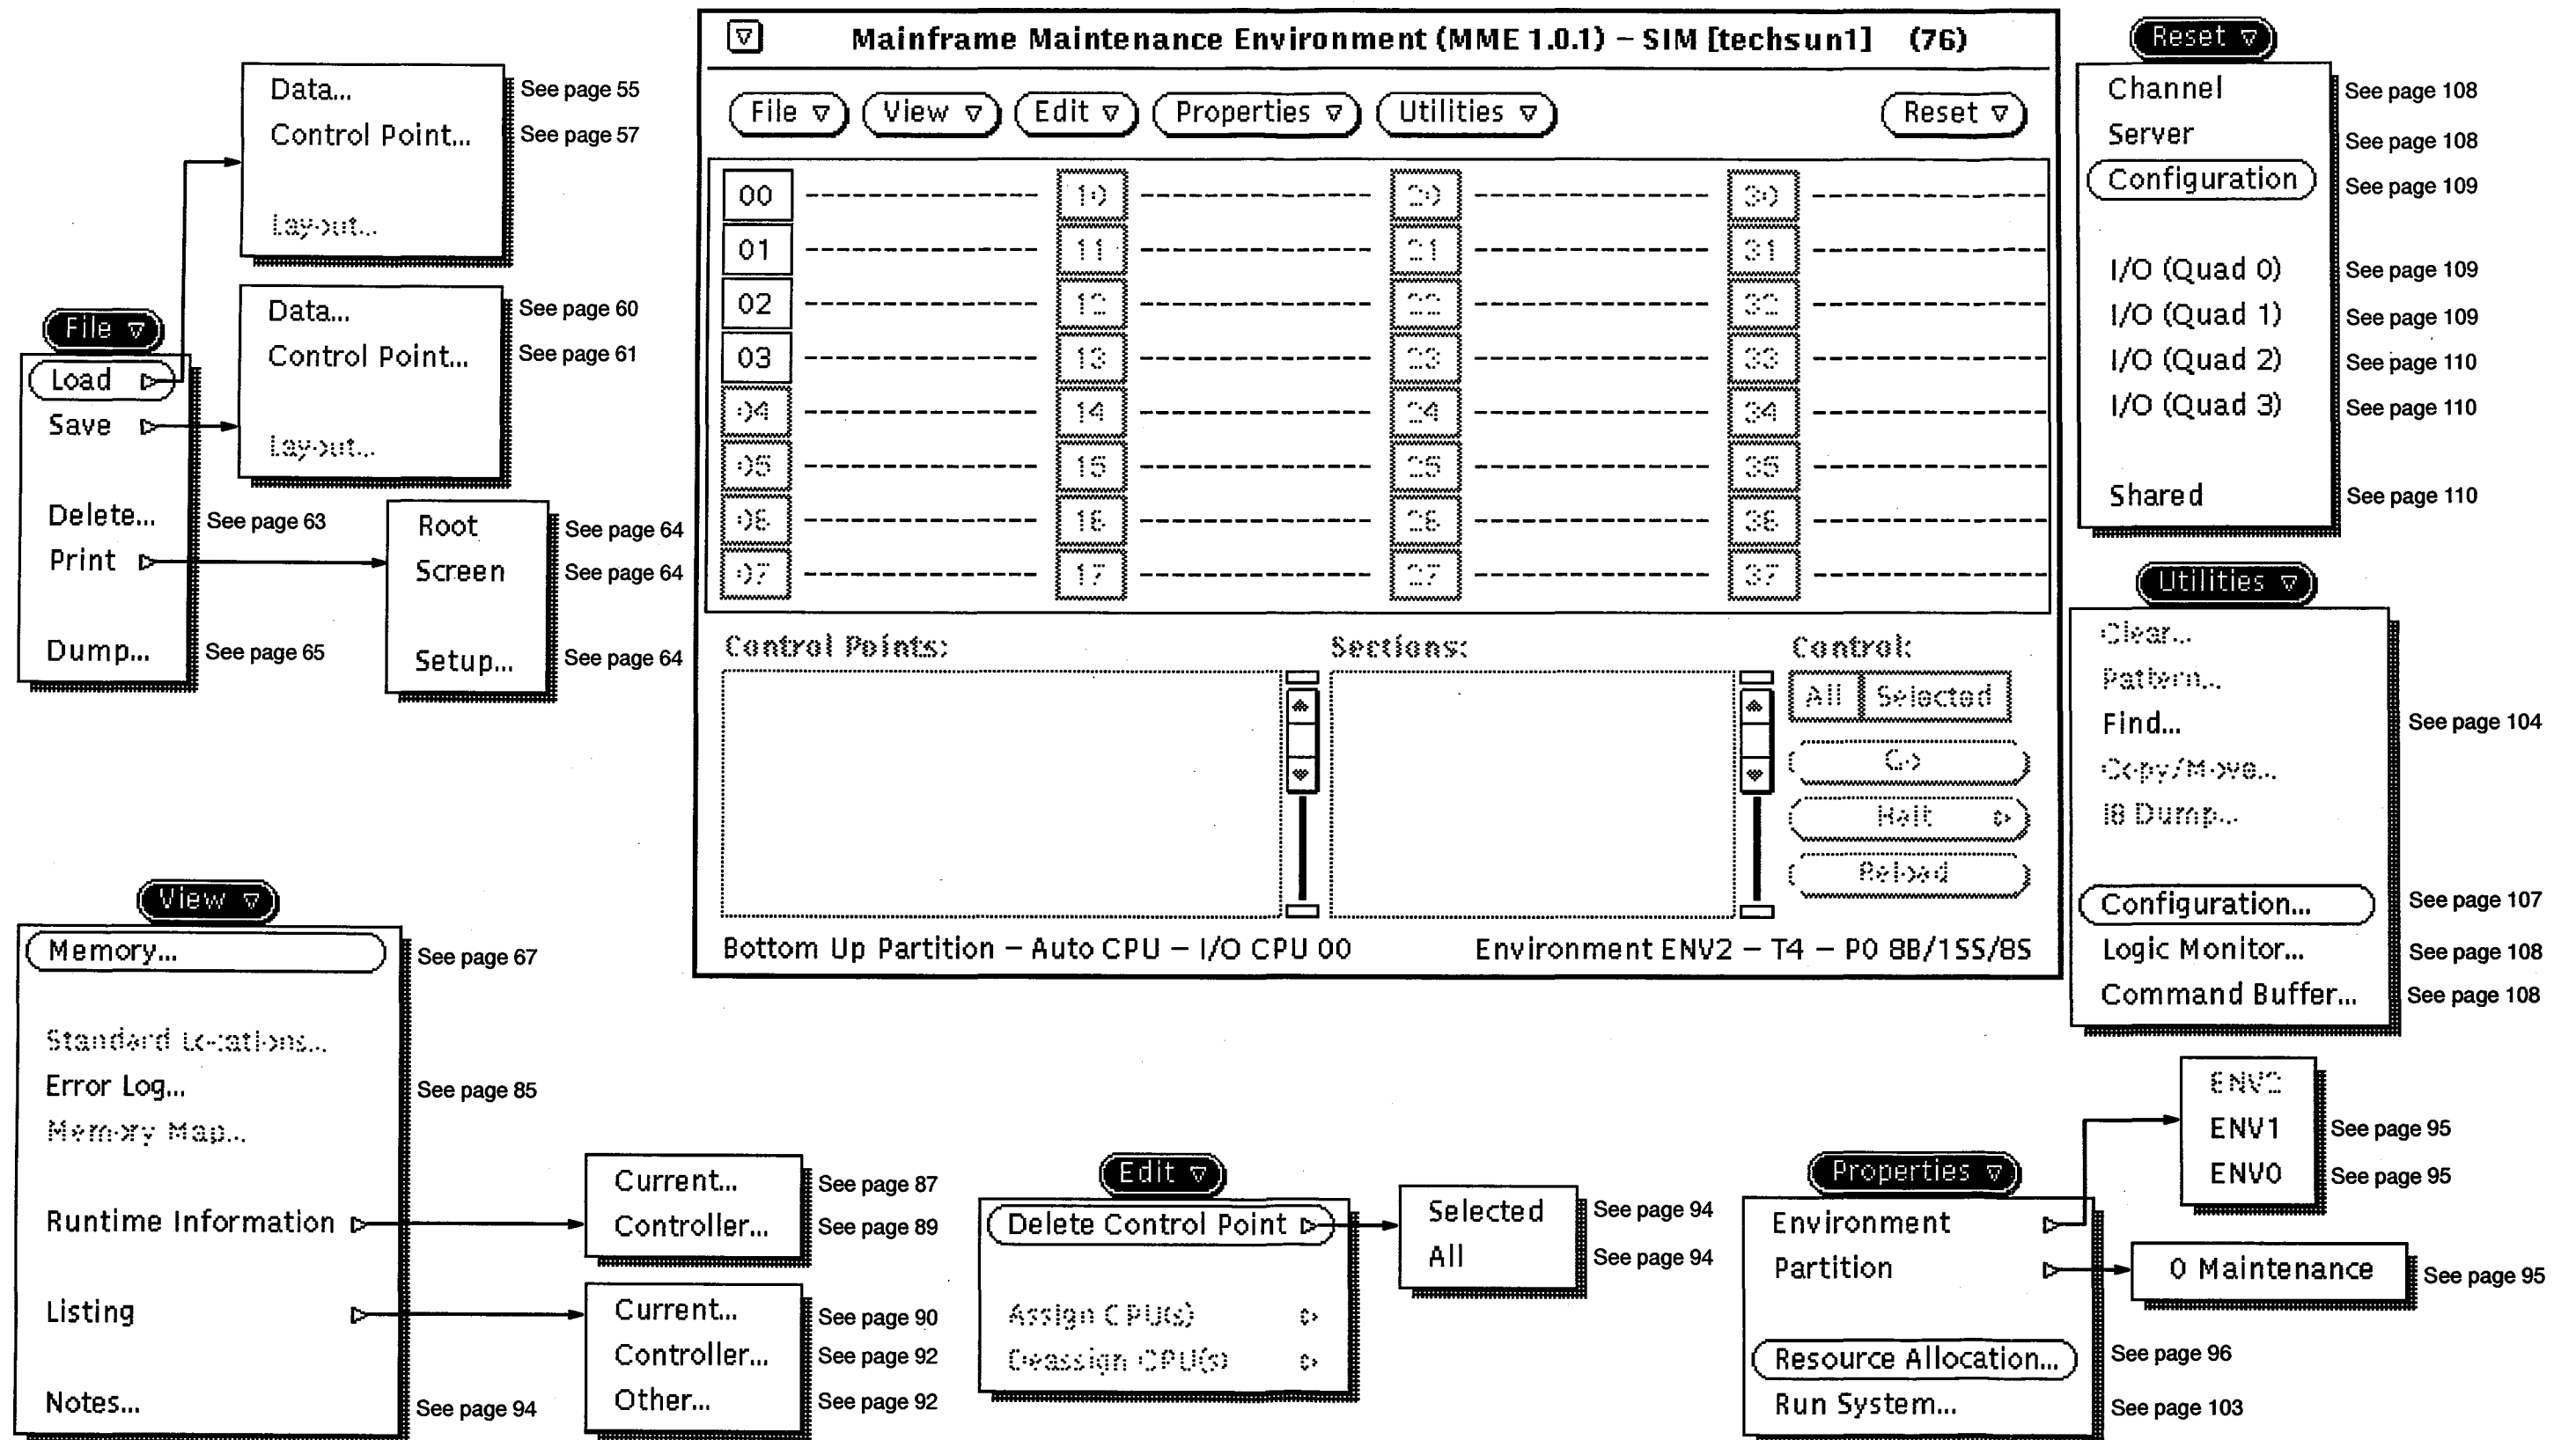 Mainframe Maintenance Environment (MME 1.0.1) – SIM [techsun1] (76)
File View Edit Properties Utilities Reset
00 10 20 30
01 11 21 31
02 12 22 32
03 13 23 33
04 14 24 34
05 15 25 35
06 16 26 36
07 17 27 37
Control Points: Sections: Control:
All Selected
Go
Halt
Reload
Bottom Up Partition – Auto CPU – I/O CPU 00 Environment ENV2 – T4 – P0 8B/1SS/8S
File
Load
Save
Delete... See page 63
Print
Dump... See page 65
Data... See page 55
Control Point... See page 57
Layout...
Data... See page 60
Control Point... See page 61
Layout...
Root See page 64
Screen See page 64
Setup... See page 64
View
Memory... See page 67
Standard Locations...
Error Log... See page 85
Memory Map...
Runtime Information
Listing
Notes... See page 94
Current... See page 87
Controller... See page 89
Current... See page 90
Controller... See page 92
Other... See page 92
Edit
Delete Control Point
Assign CPU(s)
Deassign CPU(s)
Selected See page 94
All See page 94
Properties
Environment
Partition
Resource Allocation... See page 96
Run System... See page 103
ENV2
ENV1 See page 95
ENV0 See page 95
0 Maintenance See page 95
Reset
Channel See page 108
Server See page 108
Configuration See page 109
I/O (Quad 0) See page 109
I/O (Quad 1) See page 109
I/O (Quad 2) See page 110
I/O (Quad 3) See page 110
Shared See page 110
Utilities
Clear...
Pattern...
Find... See page 104
Copy/Move...
I8 Dump...
Configuration... See page 107
Logic Monitor... See page 108
Command Buffer... See page 108